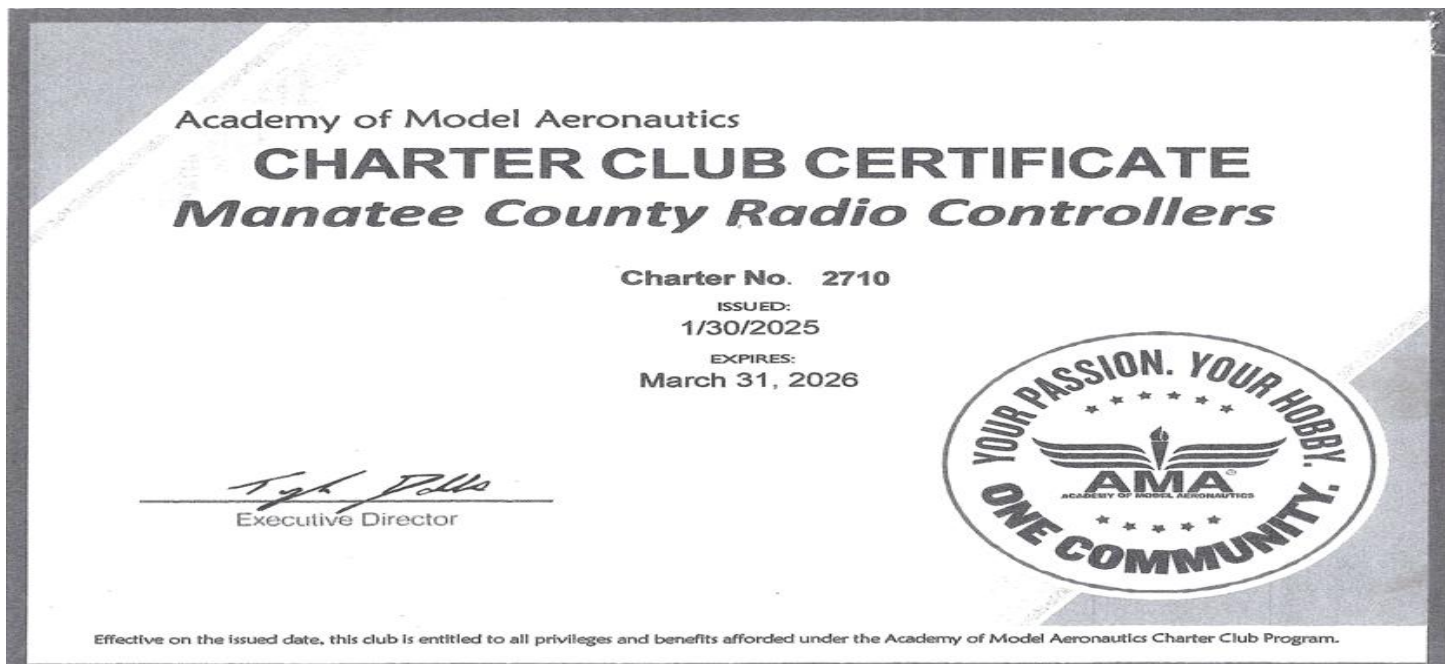 Academy of Model Aeronautics
CHARTER CLUB CERTIFICATE
Manatee County Radio Controllers
Charter No. 2710
ISSUED:
1/30/2025
EXPIRES:
March 31, 2026
Executive Director
YOUR PASSION. YOUR HOBBY.
AMA®
ACADEMY OF MODEL AERONAUTICS
ONE COMMUNITY.
Effective on the issued date, this club is entitled to all privileges and benefits afforded under the Academy of Model Aeronautics Charter Club Program.